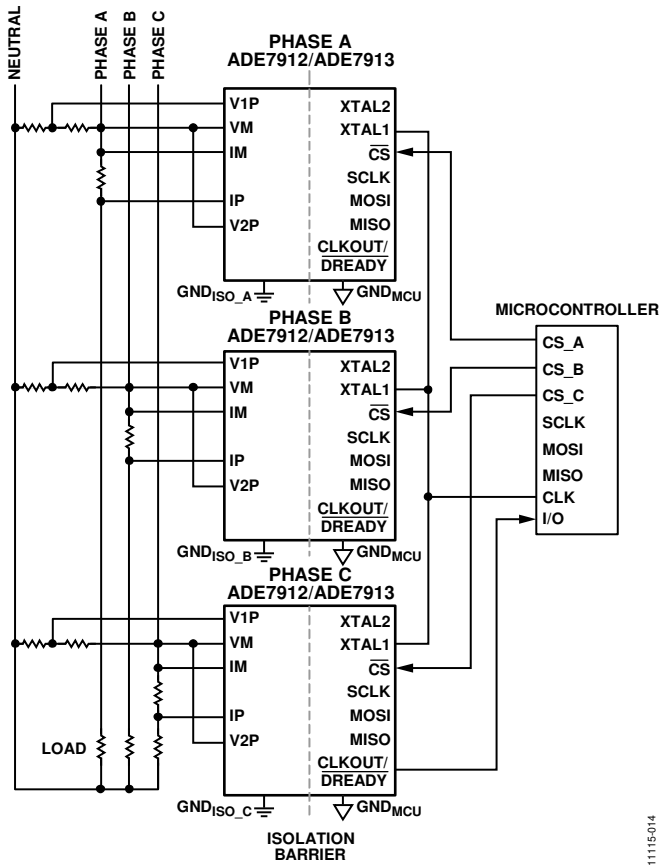 NEUTRAL
PHASE A
PHASE B
PHASE C
PHASE A
ADE7912/ADE7913
V1P
VM
IM
IP
V2P
XTAL2
XTAL1
CS
SCLK
MOSI
MISO
CLKOUT/
DREADY
GNDISO_A
GNDMCU
PHASE B
ADE7912/ADE7913
V1P
VM
IM
IP
V2P
XTAL2
XTAL1
CS
SCLK
MOSI
MISO
CLKOUT/
DREADY
GNDISO_B
GNDMCU
PHASE C
ADE7912/ADE7913
V1P
VM
IM
IP
V2P
XTAL2
XTAL1
CS
SCLK
MOSI
MISO
CLKOUT/
DREADY
LOAD
GNDISO_C
GNDMCU
ISOLATION
BARRIER
MICROCONTROLLER
CS_A
CS_B
CS_C
SCLK
MOSI
MISO
CLK
I/O
11115-014